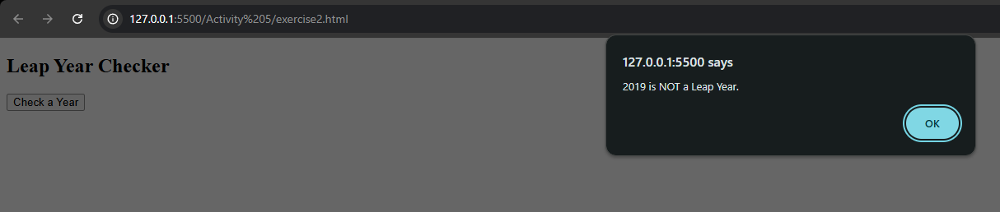 127.0.0.1:5500/Activity%205/exercise2.html
Leap Year Checker
Check a Year
127.0.0.1:5500 says
2019 is NOT a Leap Year.
OK